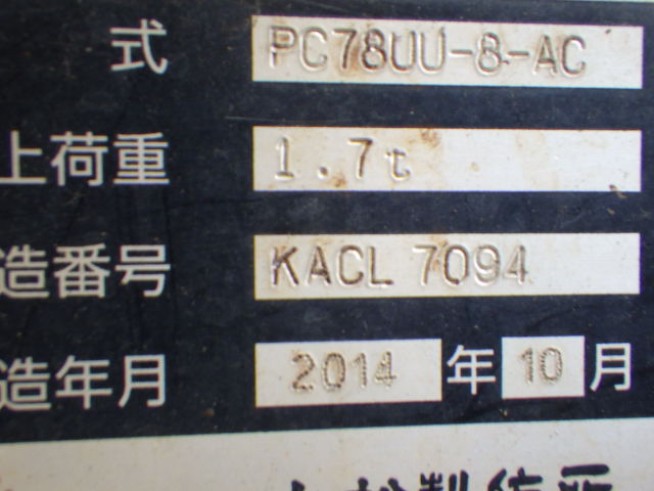 式 PC78UU-8-AC
上荷重 1.7t
造番号 KACL 7094
造年月 2014 年 10 月